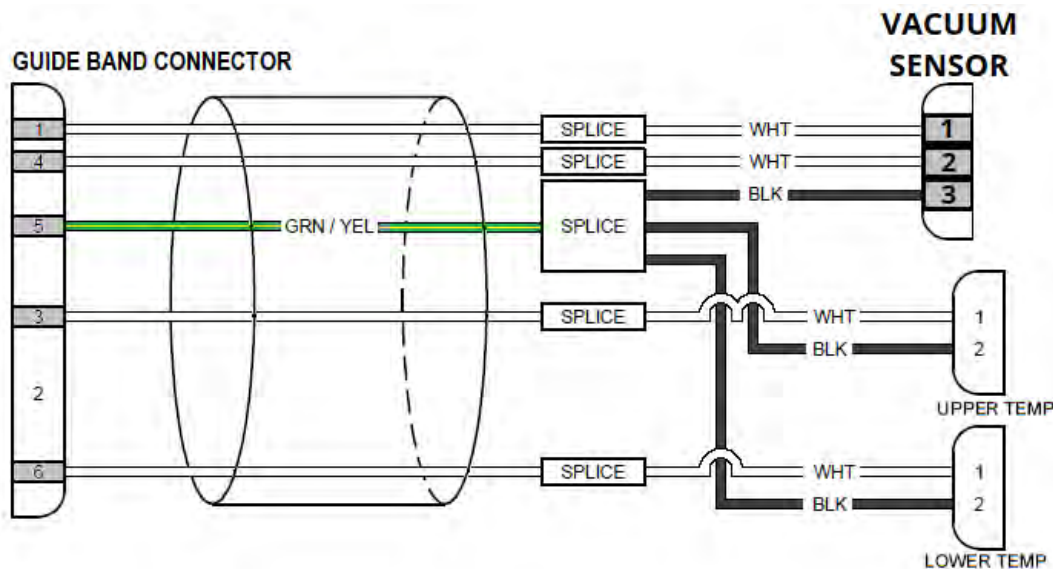 VACUUM
SENSOR
GUIDE BAND CONNECTOR
1 SPLICE WHT 1
4 SPLICE WHT 2
BLK 3
5 GRN / YEL SPLICE
3 SPLICE WHT 1
BLK 2
2
UPPER TEMP
6 SPLICE WHT 1
BLK 2
LOWER TEMP